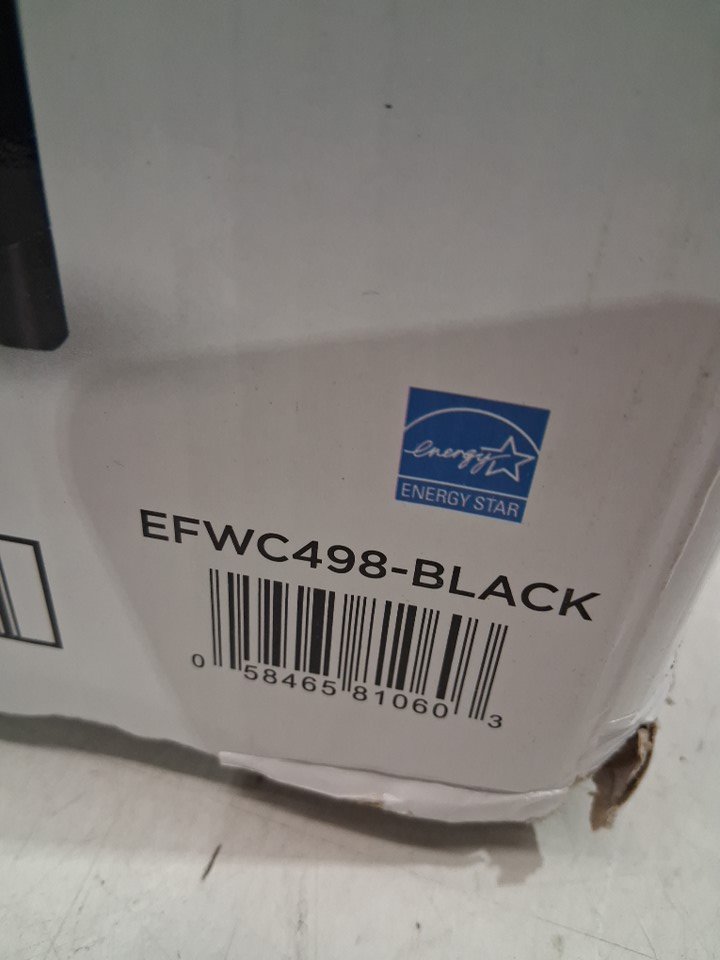 energy
ENERGY STAR
EFWC498-BLACK
0 58465 81060 3